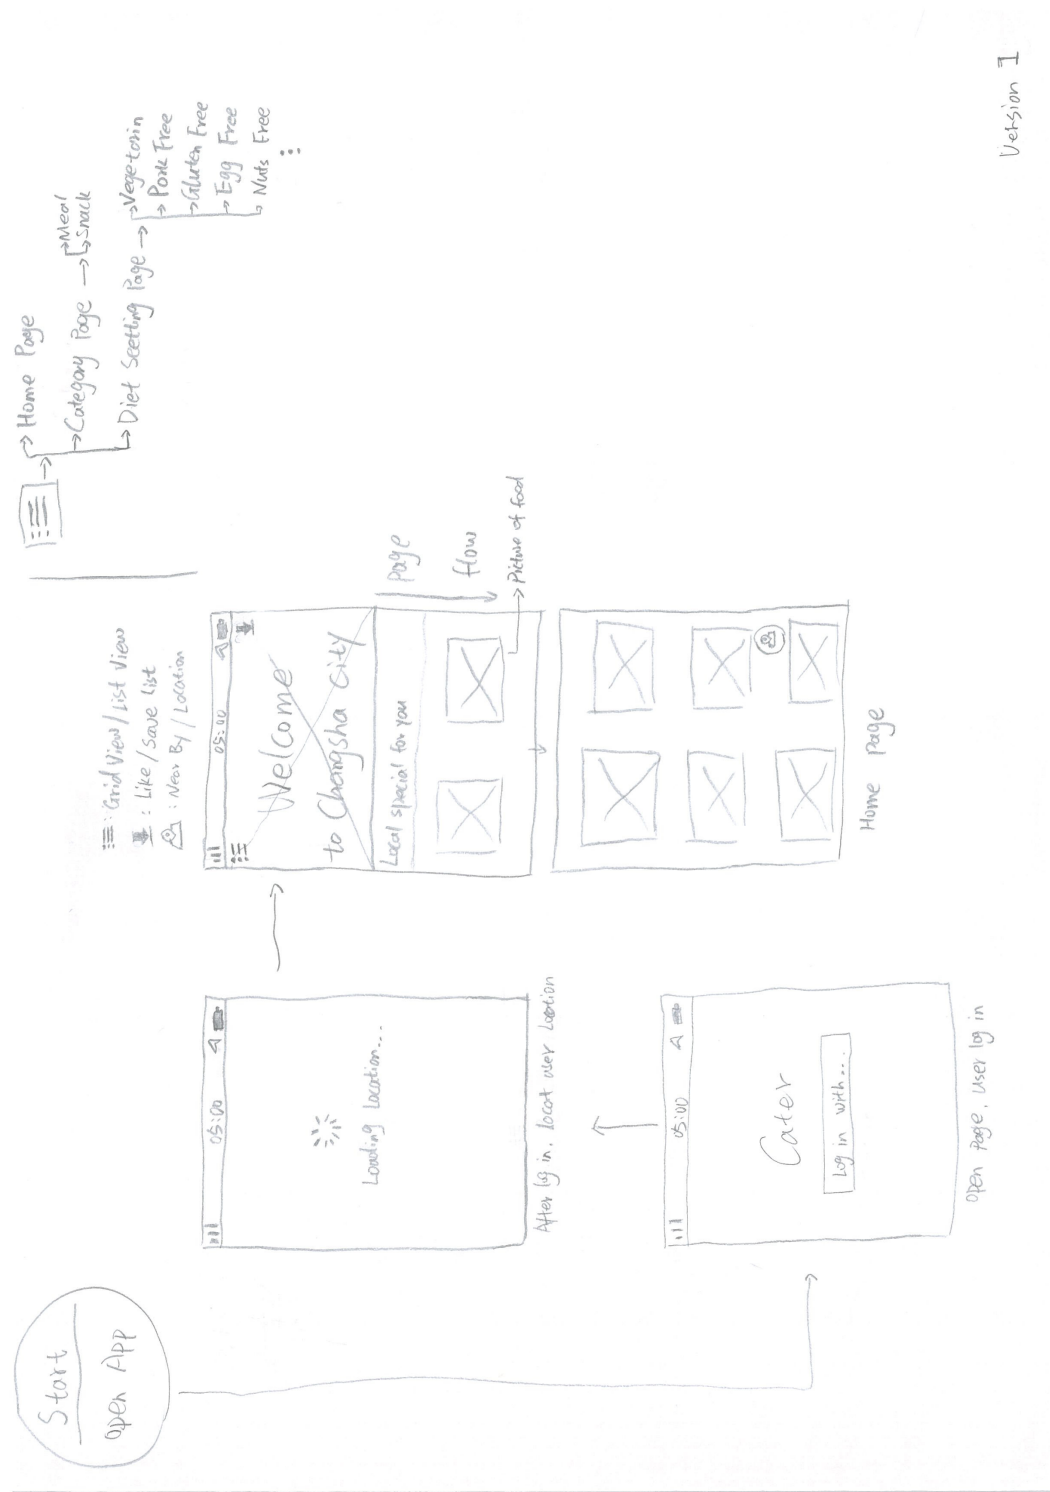 Start
Open App
05:00
Cater
Log in with...
Open Page, User log in
05:00
Loading Location...
After log in, locat user Location
:Grid View / List View
: Like / Save list
: Near By / Location
05:00
Welcome
to Changsha city
Local special for you
Page
flow
Picture of food
Home Page
Home Page
Category Page
Meal
Snack
Diet Scetting Page
Vegetarin
Pork Free
Gluten Free
Egg Free
Nuts Free
Version 1